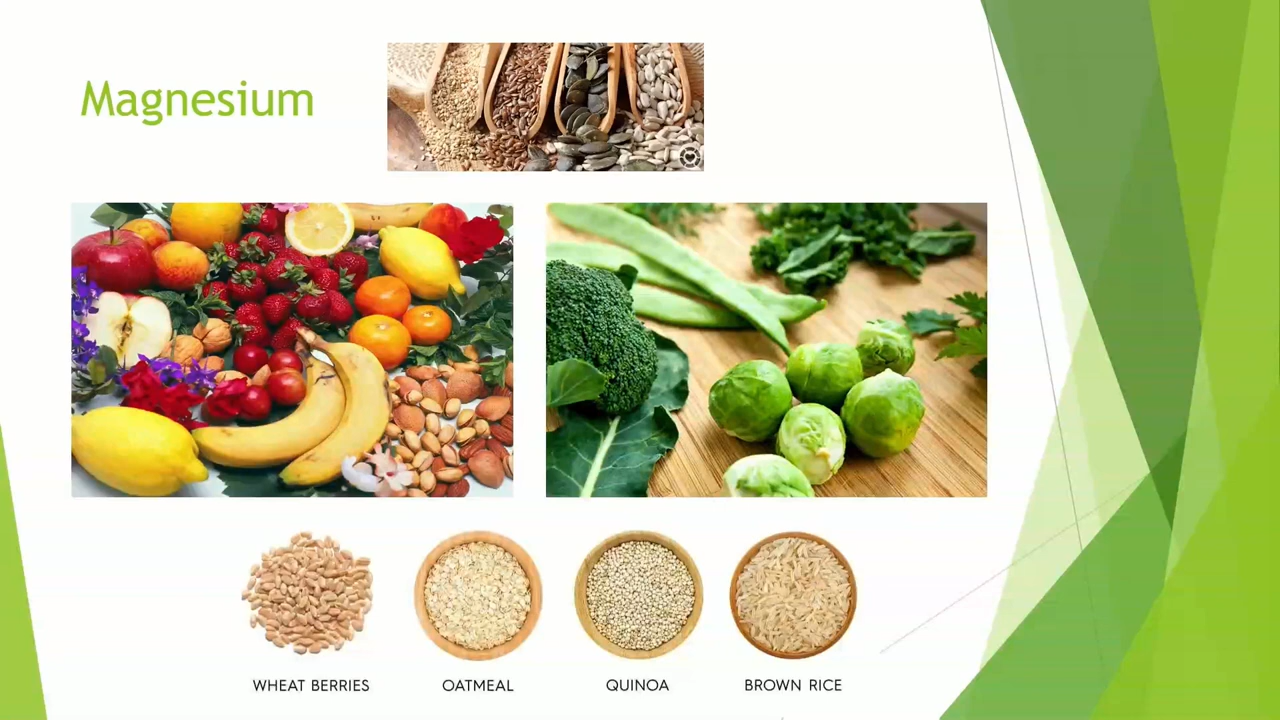 Magnesium
WHEAT BERRIES
OATMEAL
QUINOA
BROWN RICE